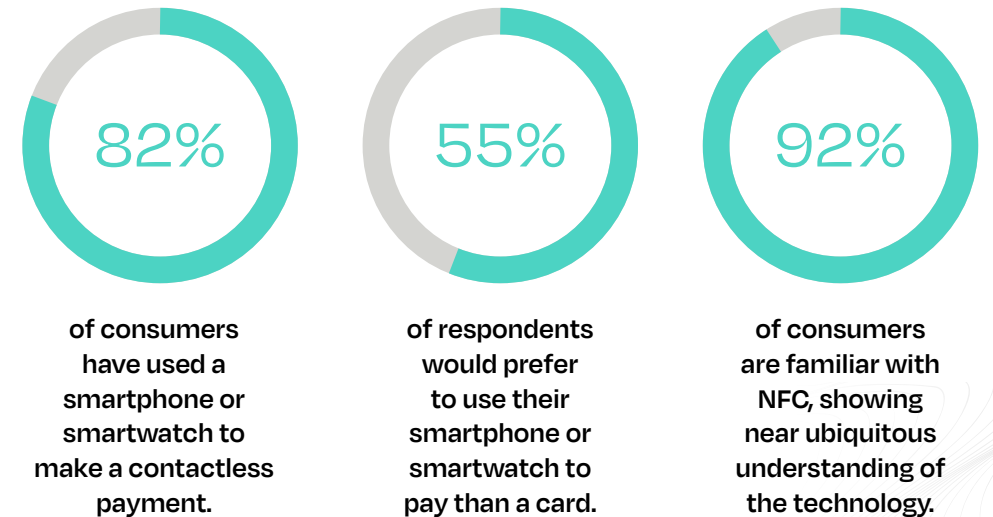 82%
of consumers
have used a
smartphone or
smartwatch to
make a contactless
payment.
55%
of respondents
would prefer
to use their
smartphone or
smartwatch to
pay than a card.
92%
of consumers
are familiar with
NFC, showing
near ubiquitous
understanding of
the technology.